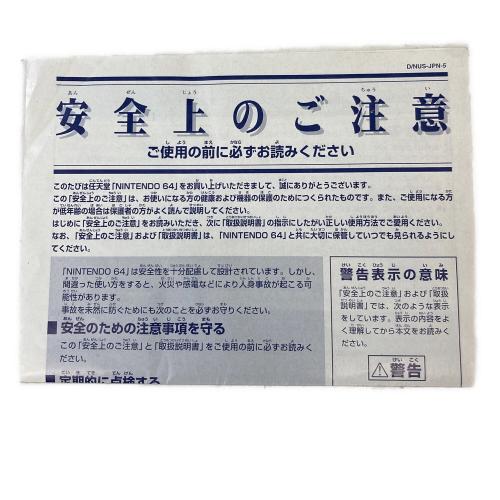 D/NUS-JPN-5
安全上のご注意
ご使用の前に必ずお読みください
このたびは任天堂「NINTENDO 64」をお買い上げいただきまして、誠にありがとうございます。
この「安全上のご注意」は、お使いになる方の健康および機器の保護のためにつくられたものです。また、ご使用になる方
が低年齢の場合は保護者の方がよく読んで説明してください。
はじめに「安全上のご注意」をお読みいただき、次に「取扱説明書」の指示にしたがい正しい使用方法でご愛用ください。
なお、「安全上のご注意」および「取扱説明書」は、「NINTENDO 64」と共に大切に保管していつでも見られるようにし
てください。
「NINTENDO 64」は安全性を十分配慮して設計されています。しかし、
間違った使い方をすると、火災や感電などにより人身事故が起こる可
能性があります。
事故を未然に防ぐためにも次のことを必ずお守りください。
■安全のための注意事項を守る
この「安全上のご注意」と「取扱説明書」をご使用の前に必ずお読みく
ださい。
■定期的に点検する
警告表示の意味
「安全上のご注意」および「取扱
説明書」では、次のような表示
をしています。表示の内容をよ
く理解してから本文をお読みく
ださい。
⚠警告